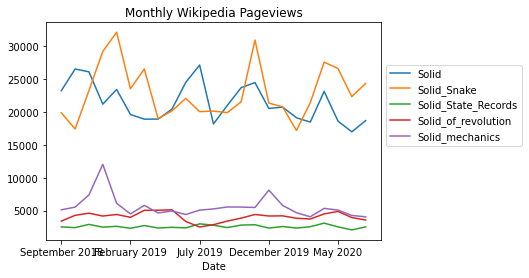 Monthly Wikipedia Pageviews
30000
25000
20000
15000
10000
5000
September 2018 February 2019 July 2019 December 2019 May 2020
Date
Solid
Solid_Snake
Solid_State_Records
Solid_of_revolution
Solid_mechanics